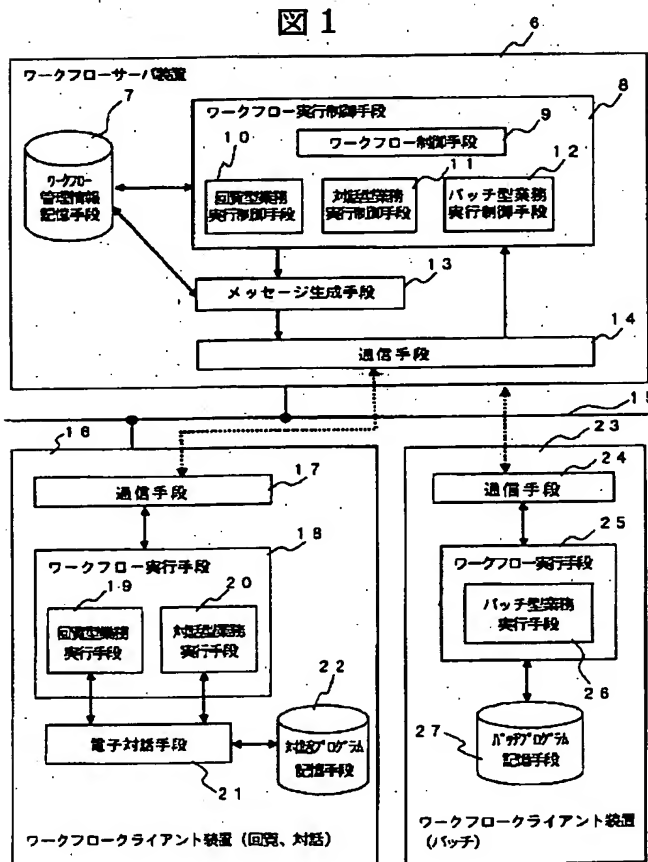 図1
6
ワークフローサーバ装置
7
8
ワークフロー実行制御手段
9
ワークフロー制御手段
10
11
12
ワークフロー
管理情報
記憶手段
回覧型業務
実行制御手段
対話型業務
実行制御手段
バッチ型業務
実行制御手段
13
メッセージ生成手段
14
通信手段
15
16
23
17
通信手段
24
通信手段
18
ワークフロー実行手段
25
ワークフロー実行手段
19
20
回覧型業務
実行手段
対話型業務
実行手段
バッチ型業務
実行手段
26
22
電子対話手段
21
対話プログラム
記憶手段
27
バッチプログラム
記憶手段
ワークフロークライアント装置(回覧、対話)
ワークフロークライアント装置
(バッチ)